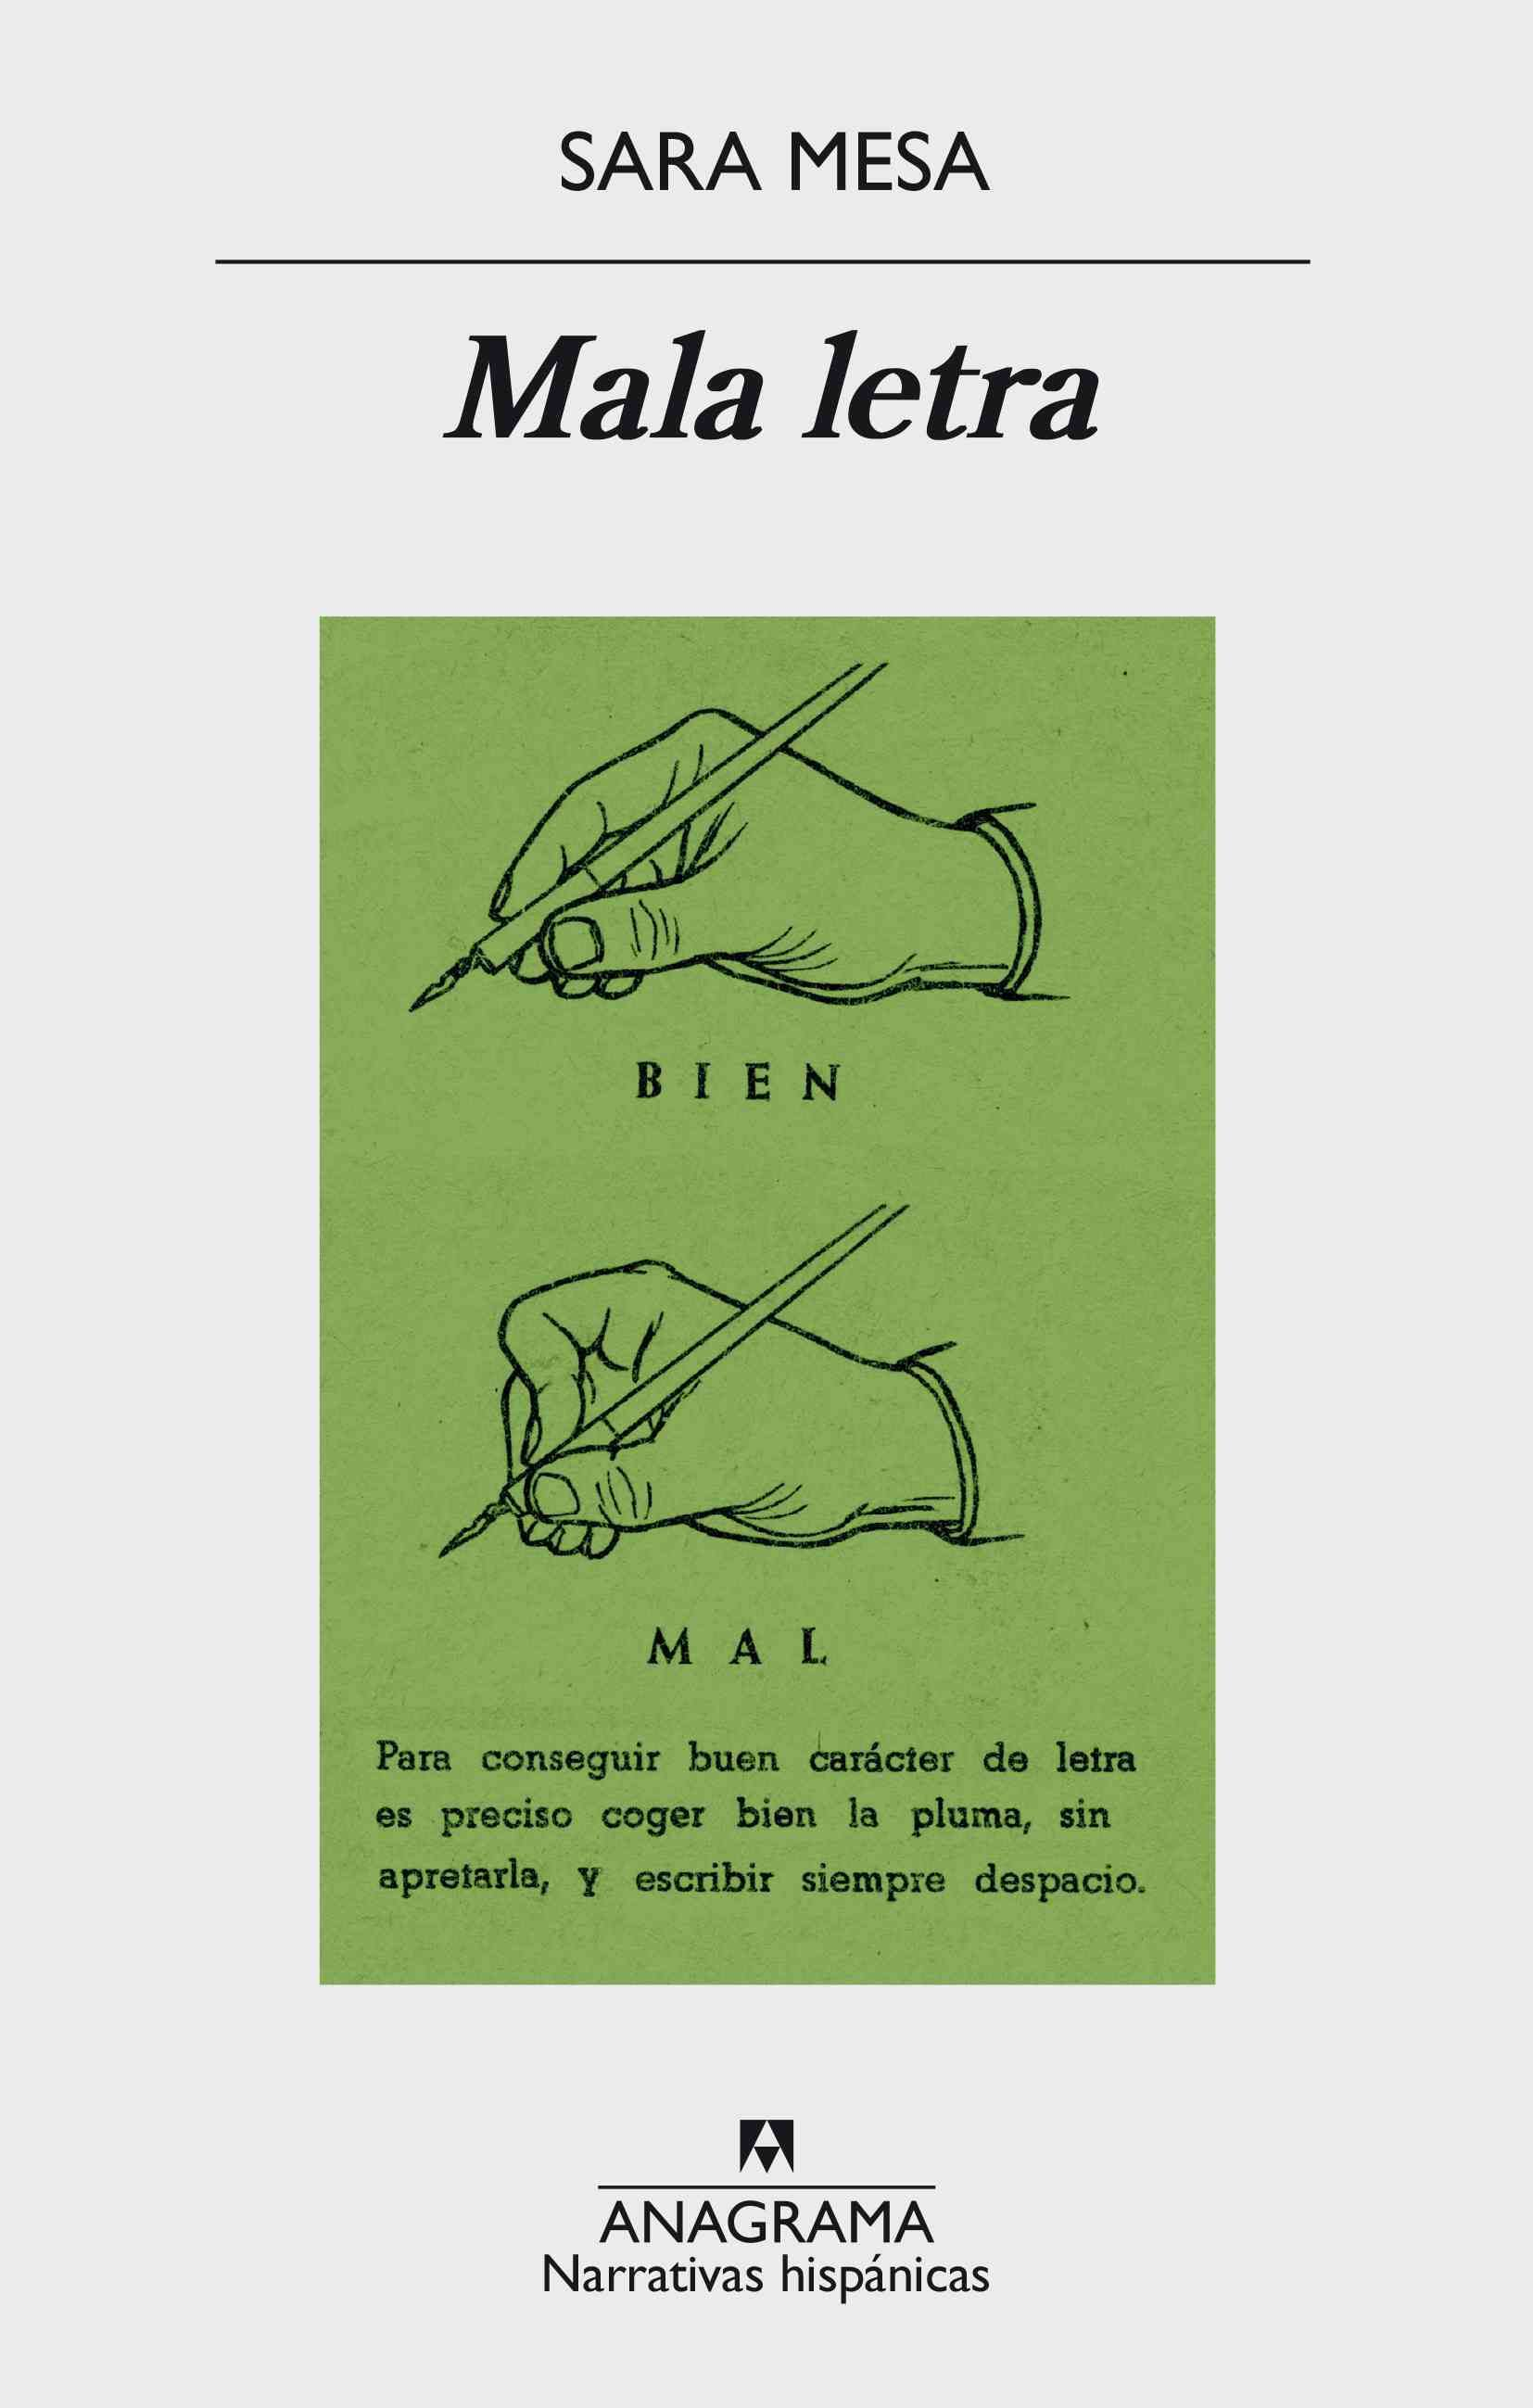 SARA MESA
Mala letra
BIEN
MAL
Para conseguir buen carácter de letra
es preciso coger bien la pluma, sin
apretarla, y escribir siempre despacio.
ANAGRAMA
Narrativas hispánicas